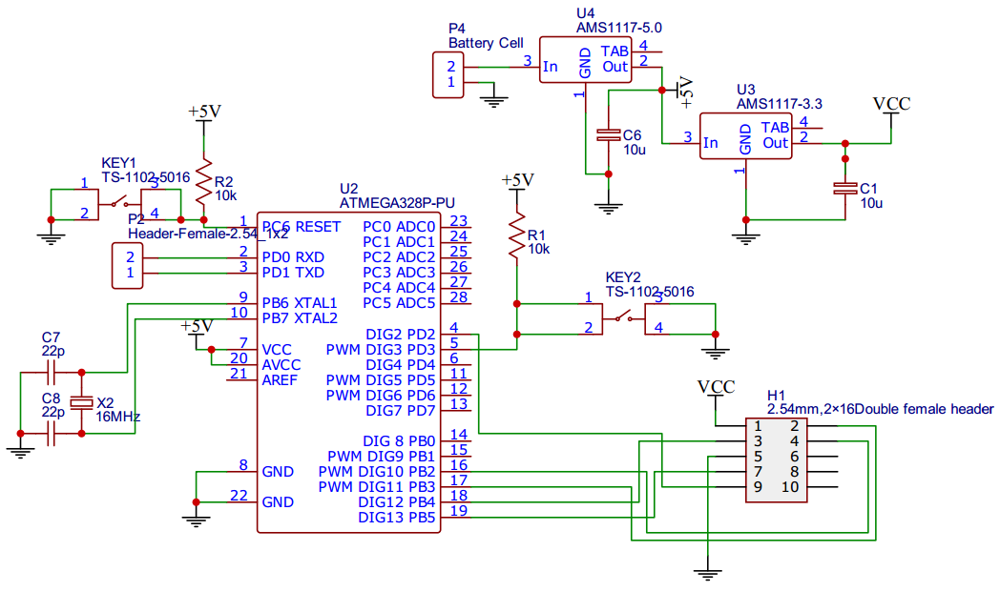 U4
AMS1117-5.0
P4
Battery Cell
2
1
3
In
GND
TAB
4
Out
2
1
+5V
U3
AMS1117-3.3
3
In
GND
TAB
4
Out
2
1
VCC
C6
10u
C1
10u
+5V
KEY1
TS-1102-5016
1
3
2
4
R2
10k
P2
Header-Female-2.54_1x2
2
1
U2
ATMEGA328P-PU
1 PC6 RESET
2 PD0 RXD
3 PD1 TXD
9 PB6 XTAL1
10 PB7 XTAL2
+5V
7 VCC
20 AVCC
21 AREF
8 GND
22 GND
PC0 ADC0 23
PC1 ADC1 24
PC2 ADC2 25
PC3 ADC3 26
PC4 ADC4 27
PC5 ADC5 28
DIG2 PD2 4
PWM DIG3 PD3 5
DIG4 PD4 6
PWM DIG5 PD5 11
PWM DIG6 PD6 12
DIG7 PD7 13
DIG 8 PB0 14
PWM DIG9 PB1 15
PWM DIG10 PB2 16
PWM DIG11 PB3 17
DIG12 PB4 18
DIG13 PB5 19
C7
22p
C8
22p
X2
16MHz
+5V
R1
10k
KEY2
TS-1102-5016
1
3
2
4
VCC
H1
2.54mm,2×16Double female header
1 2
3 4
5 6
7 8
9 10